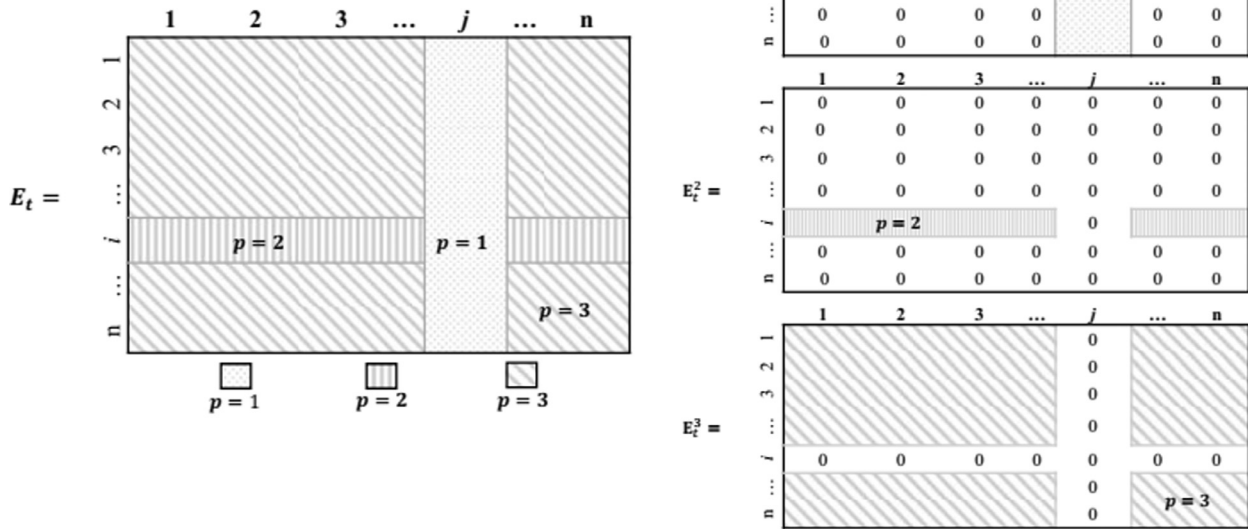 1 2 3 … j … n
E_t =
1
2
3
…
i
p = 2 p = 1
…
p = 3
n
p = 1 p = 2 p = 3
… 0 0 0 0 0 0
n 0 0 0 0 0 0
1 2 3 … j … n
E_t^2 =
1 0 0 0 0 0 0 0
2 0 0 0 0 0 0 0
3 0 0 0 0 0 0 0
… 0 0 0 0 0 0 0
i p = 2 0
… 0 0 0 0 0 0 0
n 0 0 0 0 0 0 0
1 2 3 … j … n
E_t^3 =
1 0
2 0
3 0
… 0
i 0 0 0 0 0 0 0
… 0
p = 3
n 0